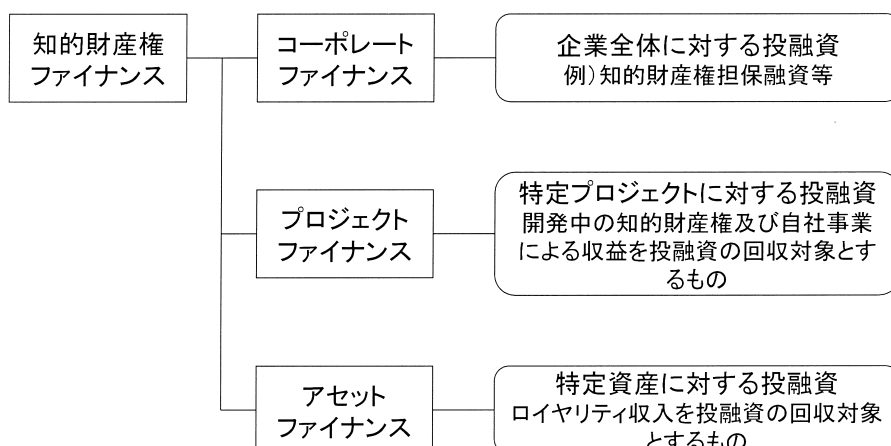 知的財産権
ファイナンス
コーポレート
ファイナンス
企業全体に対する投融資
例)知的財産権担保融資等
プロジェクト
ファイナンス
特定プロジェクトに対する投融資
開発中の知的財産権及び自社事業
による収益を投融資の回収対象とす
るもの
アセット
ファイナンス
特定資産に対する投融資
ロイヤリティ収入を投融資の回収対象
とするもの